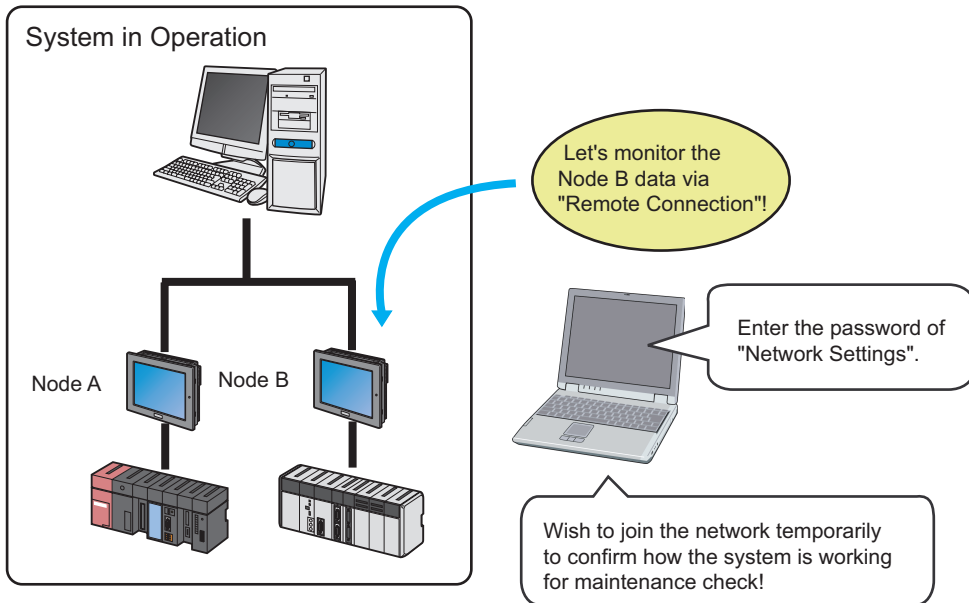 System in Operation
Let's monitor the
Node B data via
"Remote Connection"!
Enter the password of
"Network Settings".
Node A
Node B
Wish to join the network temporarily
to confirm how the system is working
for maintenance check!